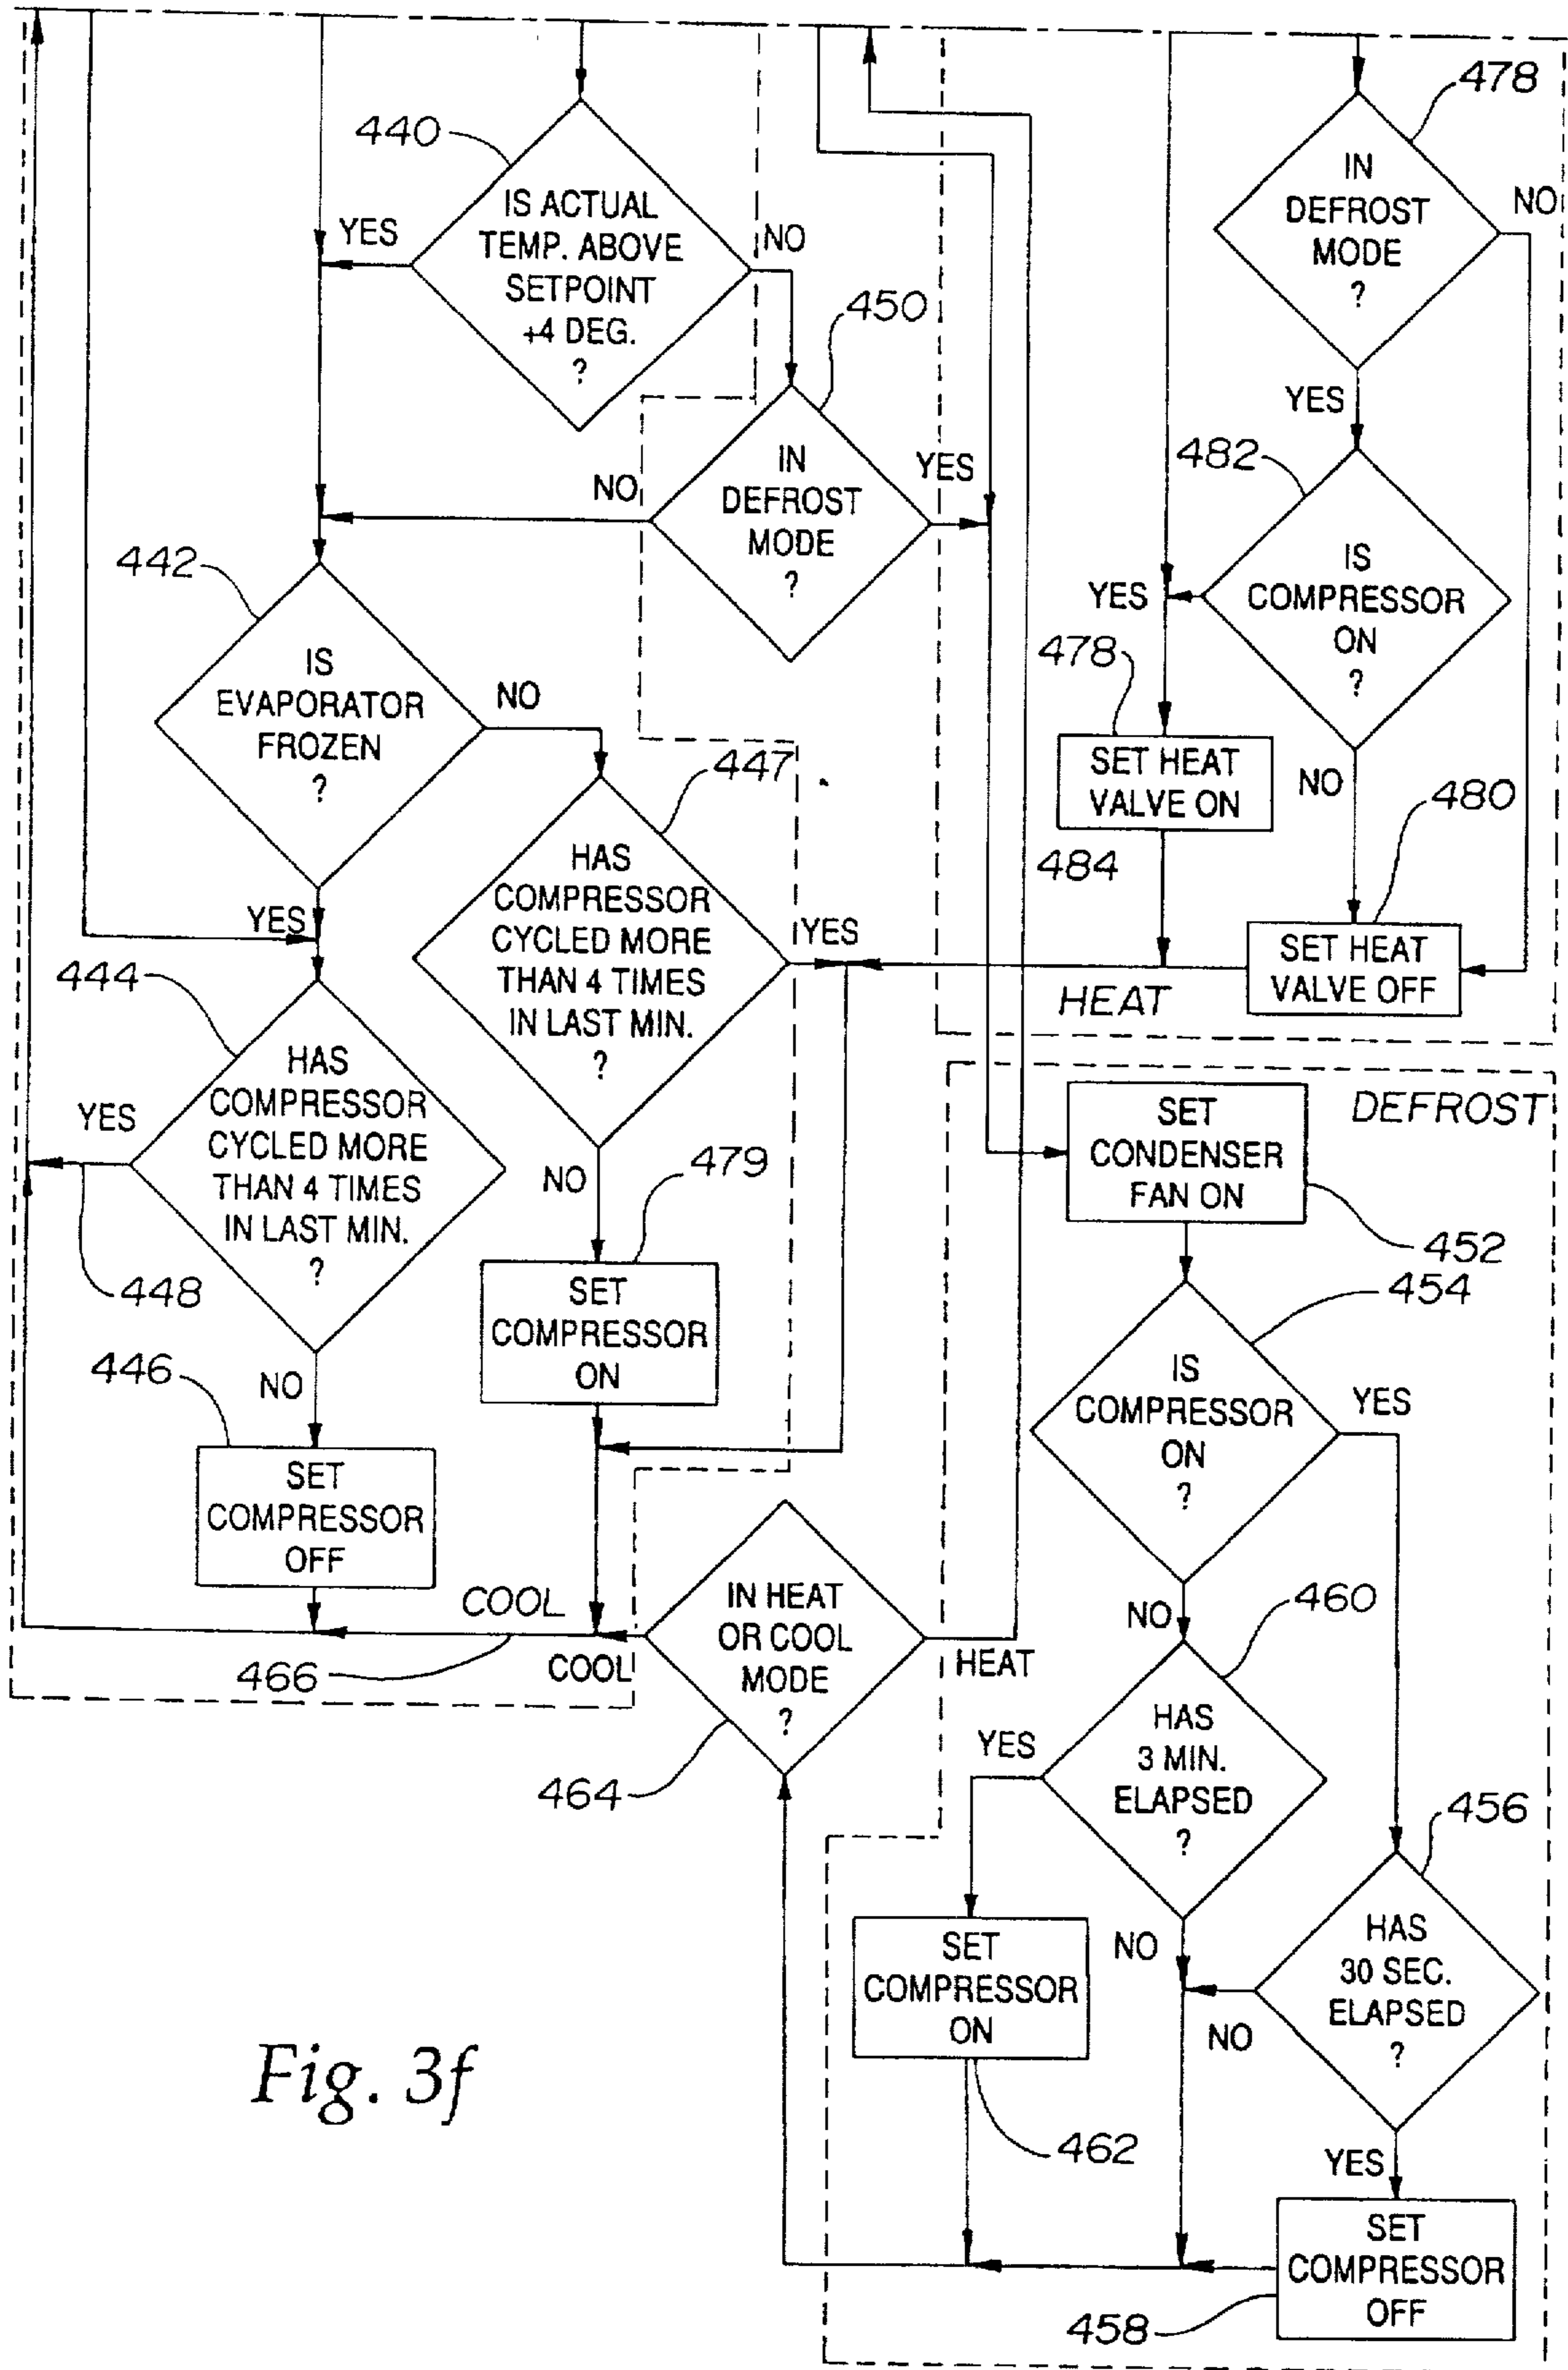 440
IS ACTUAL
TEMP. ABOVE
SETPOINT
+4 DEG.
?
YES
NO
450
IN
DEFROST
MODE
?
NO
YES
478
IN
DEFROST
MODE
?
NO
YES
482
IS
COMPRESSOR
ON
?
YES
NO
478
SET HEAT
VALVE ON
484
480
SET HEAT
VALVE OFF
HEAT
442
IS
EVAPORATOR
FROZEN
?
NO
YES
447
HAS
COMPRESSOR
CYCLED MORE
THAN 4 TIMES
IN LAST MIN.
?
YES
NO
444
HAS
COMPRESSOR
CYCLED MORE
THAN 4 TIMES
IN LAST MIN.
?
YES
448
NO
446
SET
COMPRESSOR
OFF
479
SET
COMPRESSOR
ON
COOL
466
COOL
IN HEAT
OR COOL
MODE
?
HEAT
464
DEFROST
SET
CONDENSER
FAN ON
452
454
IS
COMPRESSOR
ON
?
YES
NO
460
HAS
3 MIN.
ELAPSED
?
YES
NO
456
HAS
30 SEC.
ELAPSED
?
NO
YES
SET
COMPRESSOR
ON
462
SET
COMPRESSOR
OFF
458
Fig. 3f